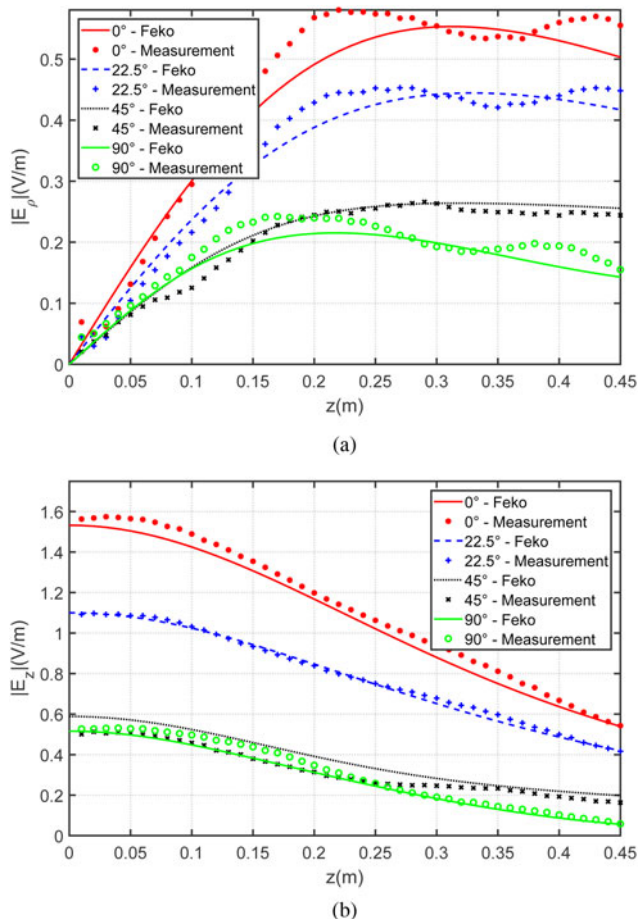 0.5
0.4
0.3
0.2
0.1
0
|Eρ|(V/m)
0° - Feko
0° - Measurement
22.5° - Feko
22.5° - Measurement
45° - Feko
45° - Measurement
90° - Feko
90° - Measurement
0 0.05 0.1 0.15 0.2 0.25 0.3 0.35 0.4 0.45
z(m)
(a)
1.6
1.4
1.2
1
0.8
0.6
0.4
0.2
0
|Ez|(V/m)
0° - Feko
0° - Measurement
22.5° - Feko
22.5° - Measurement
45° - Feko
45° - Measurement
90° - Feko
90° - Measurement
0 0.05 0.1 0.15 0.2 0.25 0.3 0.35 0.4 0.45
z(m)
(b)